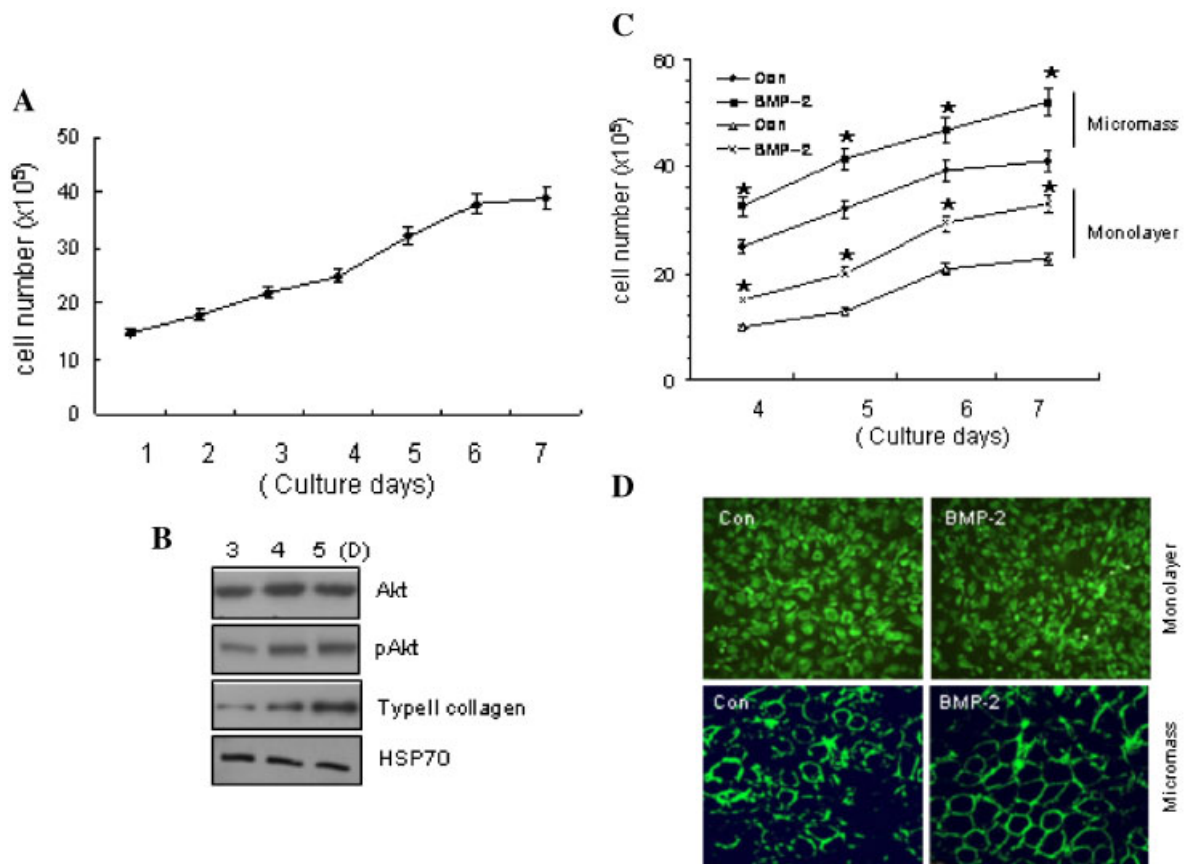 A
cell number (x10⁵)
50
40
30
20
10
0
1 2 3 4 5 6 7
( Culture days)
B
3 4 5 (D)
Akt
pAkt
TypeII collagen
HSP70
C
cell number (x10⁵)
60
40
20
0
Con
BMP-2
Con
BMP-2
★ ★ ★ ★
★ ★ ★ ★
Micromass
Monolayer
4 5 6 7
( Culture days)
D
Con BMP-2
Monolayer
Con BMP-2
Micromass